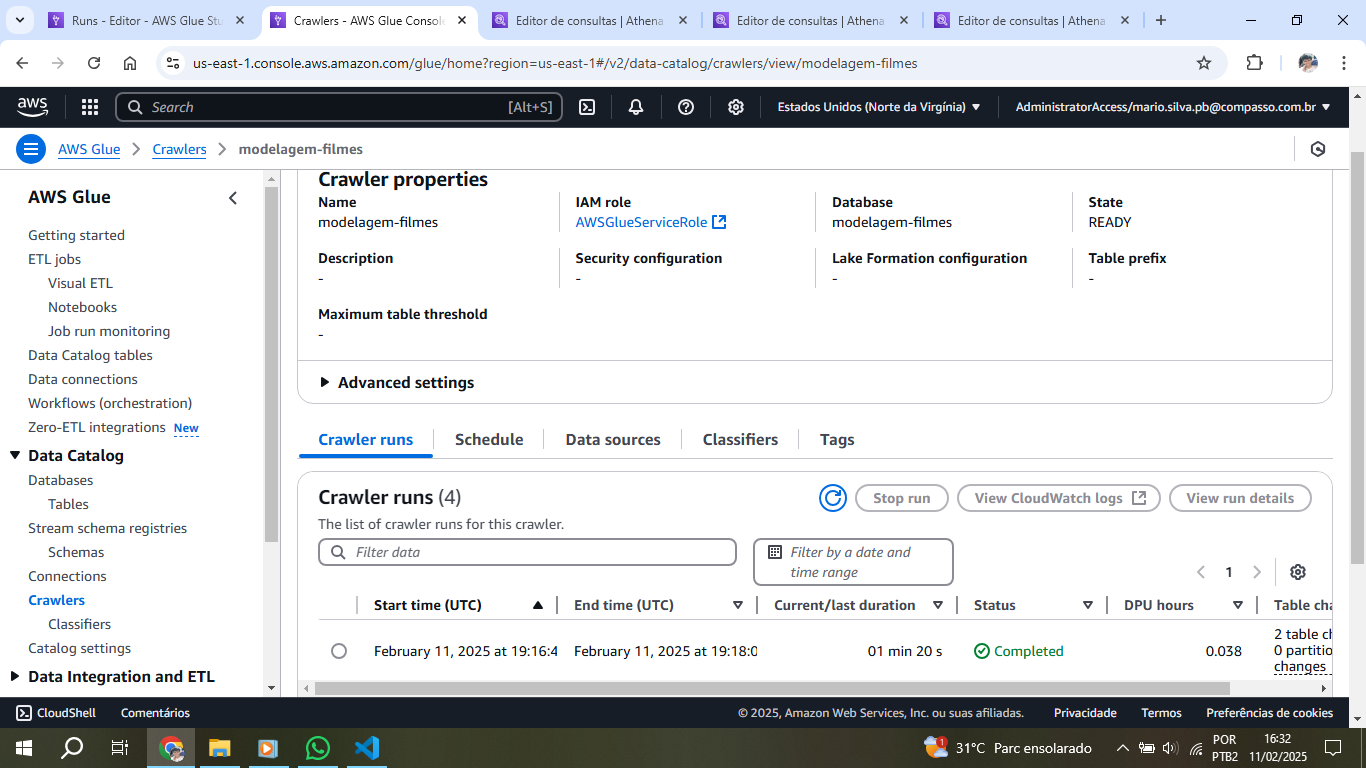 Runs - Editor - AWS Glue Stu
Crawlers - AWS Glue Console
Editor de consultas | Athena
Editor de consultas | Athena
Editor de consultas | Athena
us-east-1.console.aws.amazon.com/glue/home?region=us-east-1#/v2/data-catalog/crawlers/view/modelagem-filmes
aws
Search [Alt+S]
Estados Unidos (Norte da Virgínia)
AdministratorAccess/mario.silva.pb@compasso.com.br
AWS Glue
Crawlers
modelagem-filmes
AWS Glue
Getting started
ETL jobs
Visual ETL
Notebooks
Job run monitoring
Data Catalog tables
Data connections
Workflows (orchestration)
Zero-ETL integrations New
Data Catalog
Databases
Tables
Stream schema registries
Schemas
Connections
Crawlers
Classifiers
Catalog settings
Data Integration and ETL
Crawler properties
Name
modelagem-filmes
IAM role
AWSGlueServiceRole
Database
modelagem-filmes
State
READY
Description
-
Security configuration
-
Lake Formation configuration
-
Table prefix
-
Maximum table threshold
-
Advanced settings
Crawler runs
Schedule
Data sources
Classifiers
Tags
Crawler runs (4)
Stop run
View CloudWatch logs
View run details
The list of crawler runs for this crawler.
Filter data
Filter by a date and
time range
1
Start time (UTC)
End time (UTC)
Current/last duration
Status
DPU hours
Table cha
February 11, 2025 at 19:16:4
February 11, 2025 at 19:18:0
01 min 20 s
Completed
0.038
2 table ch
0 partitio
changes
CloudShell
Comentários
© 2025, Amazon Web Services, Inc. ou suas afiliadas.
Privacidade
Termos
Preferências de cookies
1
31°C Parc ensolarado
POR
PTB2
16:32
11/02/2025